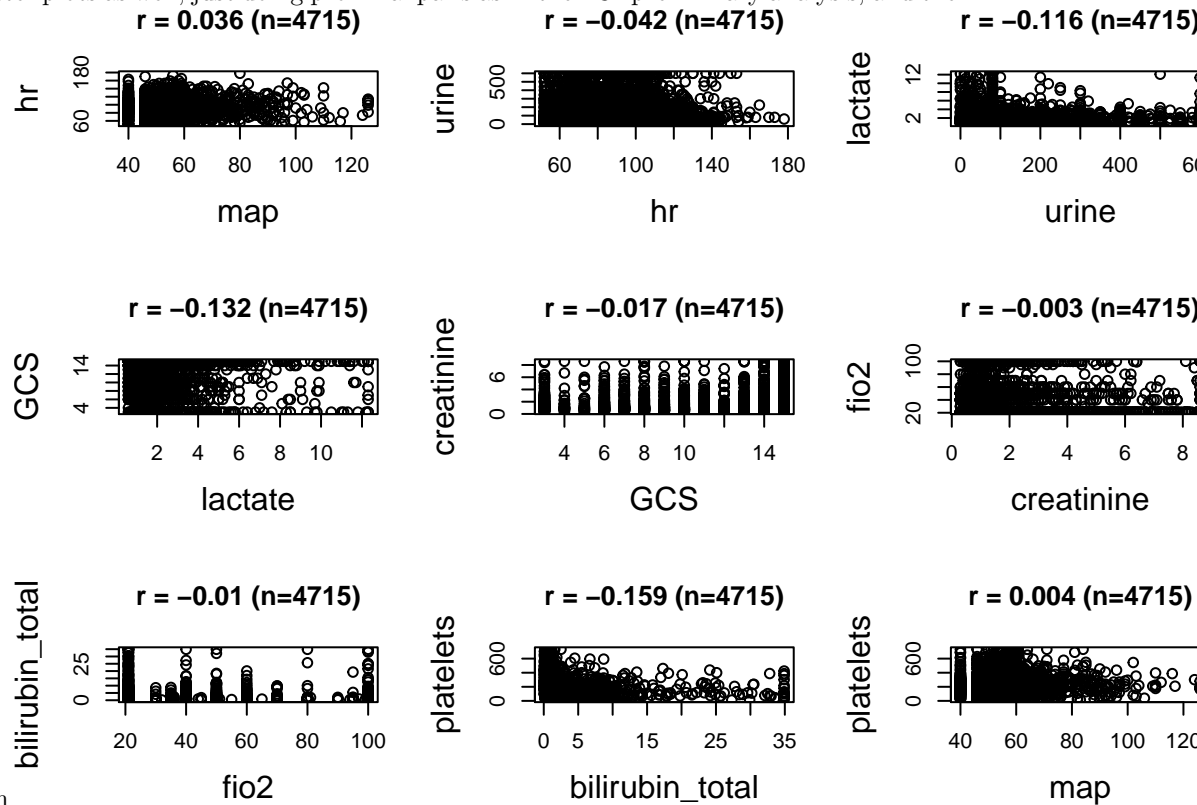 r = 0.036 (n=4715)
hr
60 180
40 60 80 100 120
map
r = −0.042 (n=4715)
urine
0 500
60 100 140 180
hr
r = −0.116 (n=4715)
lactate
2 12
0 200 400
urine
r = −0.132 (n=4715)
GCS
4 14
2 4 6 8 10
lactate
r = −0.017 (n=4715)
creatinine
0 6
4 6 8 10 14
GCS
r = −0.003 (n=4715)
fio2
20 100
0 2 4 6 8
creatinine
r = −0.01 (n=4715)
bilirubin_total
0 25
20 40 60 80 100
fio2
r = −0.159 (n=4715)
platelets
0 600
0 5 15 25 35
bilirubin_total
r = 0.004 (n=4715)
platelets
0 600
40 60 80 100 120
map